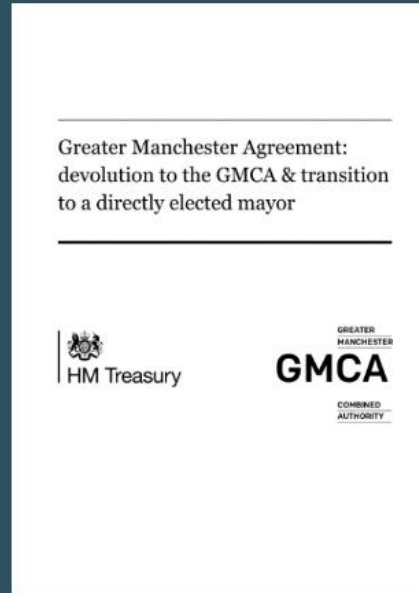 Greater Manchester Agreement:
devolution to the GMCA & transition
to a directly elected mayor
HM Treasury
GREATER
MANCHESTER
GMCA
COMBINED
AUTHORITY